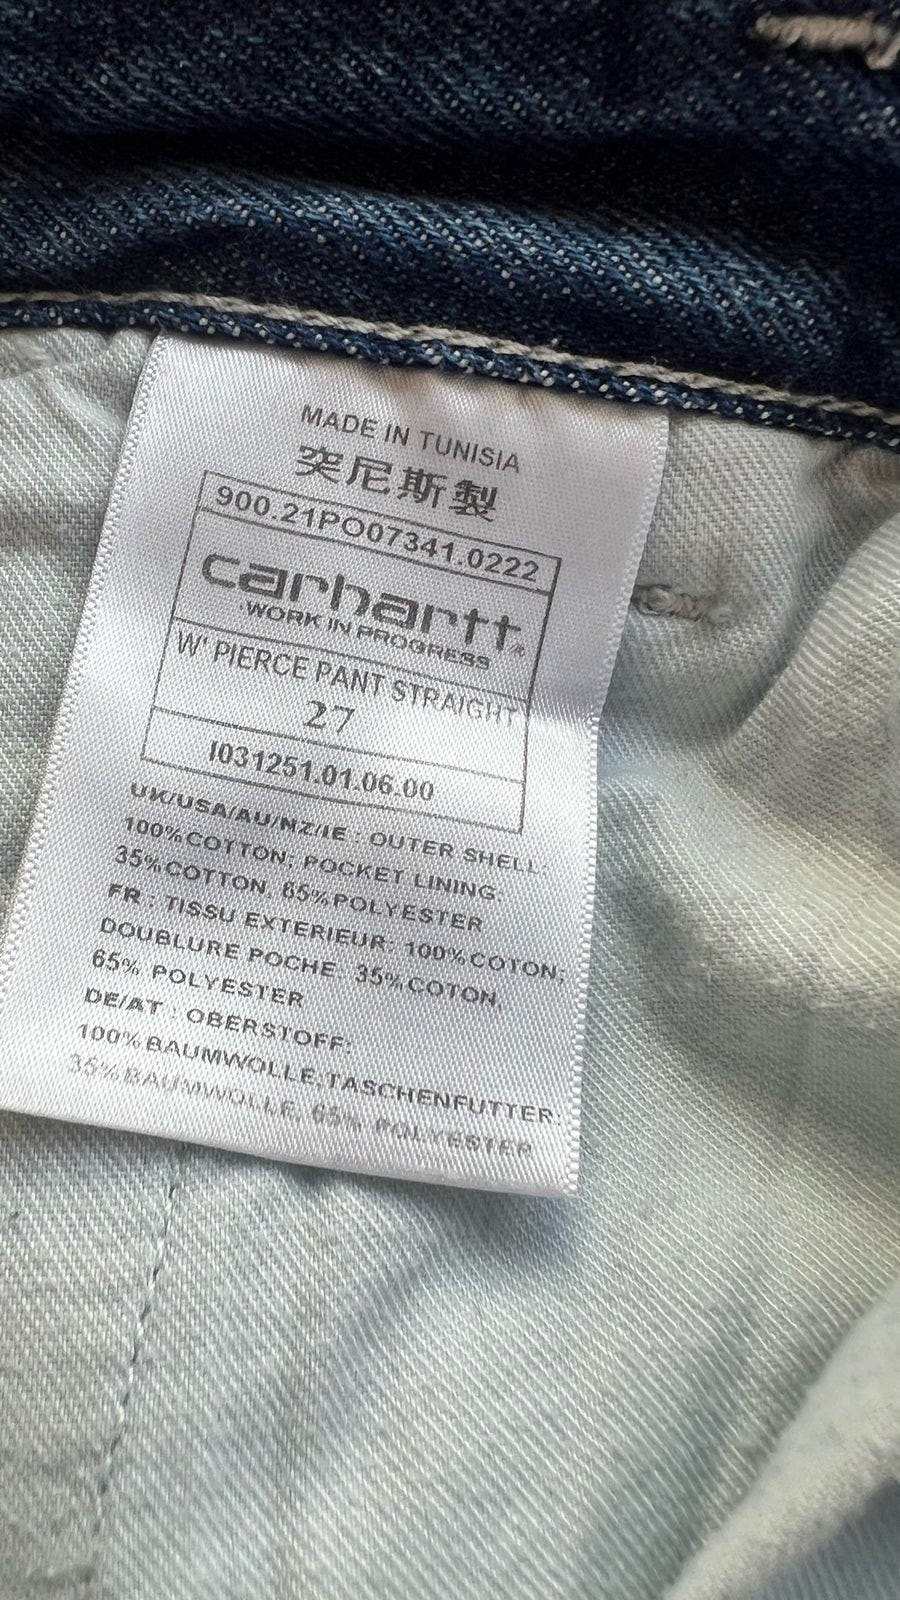 MADE IN TUNISIA
突尼斯製
900.21PO07341.0222
carhartt®
WORK IN PROGRESS
W' PIERCE PANT STRAIGHT
27
I031251.01.06.00
UK/USA/AU/NZ/IE : OUTER SHELL:
100%COTTON; POCKET LINING:
35%COTTON, 65%POLYESTER
FR : TISSU EXTERIEUR: 100%COTON;
DOUBLURE POCHE: 35%COTON,
65% POLYESTER
DE/AT : OBERSTOFF:
100%BAUMWOLLE,TASCHENFUTTER:
35%BAUMWOLLE, 65% POLYESTER